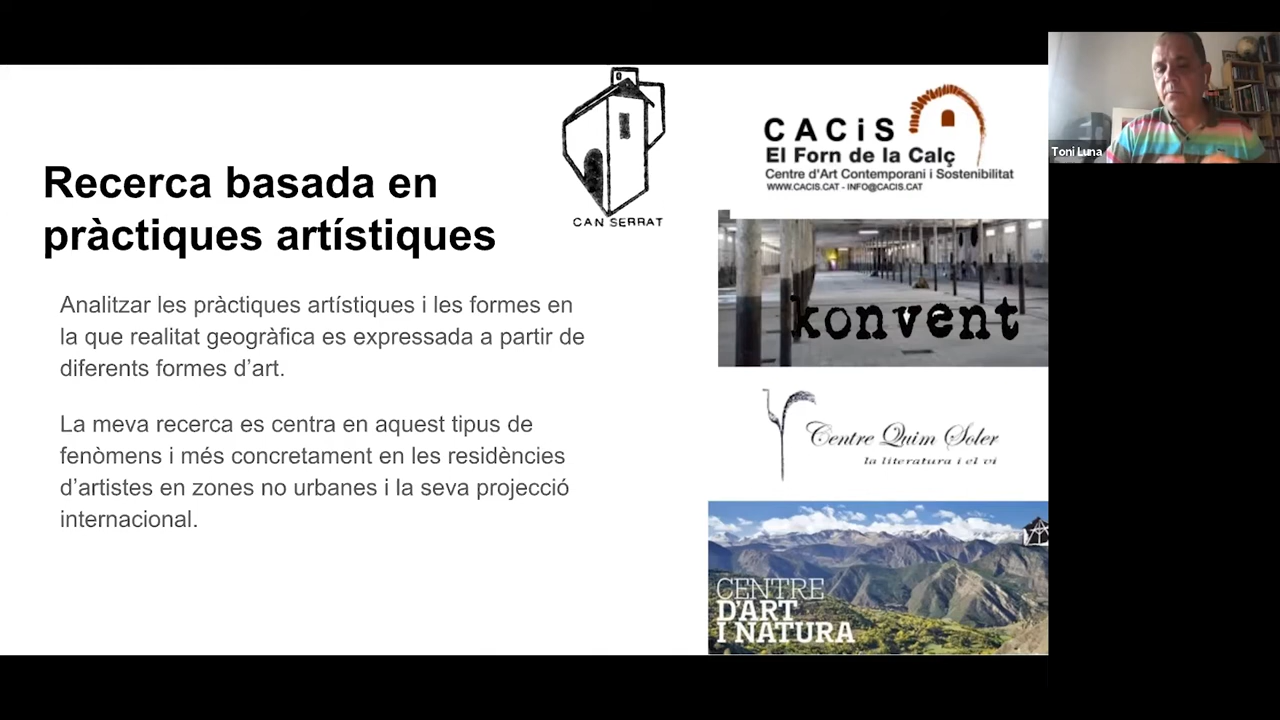 Recerca basada en
pràctiques artístiques
Analitzar les pràctiques artístiques i les formes en
la que realitat geogràfica es expressada a partir de
diferents formes d’art.
La meva recerca es centra en aquest tipus de
fenòmens i més concretament en les residències
d’artistes en zones no urbanes i la seva projecció
internacional.
CAN SERRAT
CACiS
El Forn de la Calç
Centre d'Art Contemporani i Sostenibilitat
WWW.CACIS.CAT - INFO@CACIS.CAT
konvent
Centre Quim Soler
la literatura i el vi
CENTRE
D'ART
I NATURA
Toni Luna